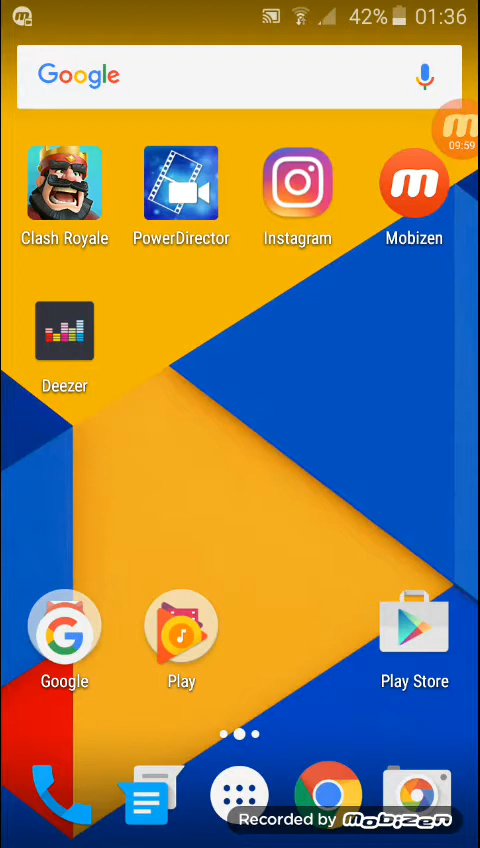 42% 01:36
Google
09:59
Clash Royale PowerDirector Instagram Mobizen
Deezer
Google Play Play Store
Recorded by Mobizen